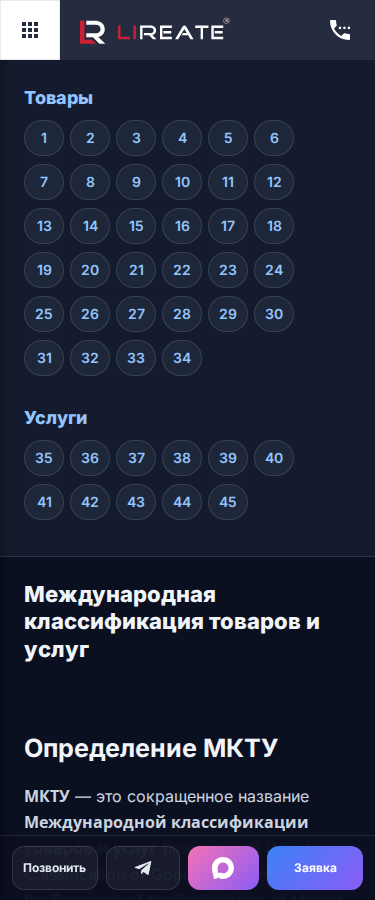 LIREATE®
Товары
1 2 3 4 5 6
7 8 9 10 11 12
13 14 15 16 17 18
19 20 21 22 23 24
25 26 27 28 29 30
31 32 33 34
Услуги
35 36 37 38 39 40
41 42 43 44 45
Международная
классификация товаров и
услуг
Определение МКТУ
МКТУ — это сокращенное название
Международной классификации
Позвонить
Заявка